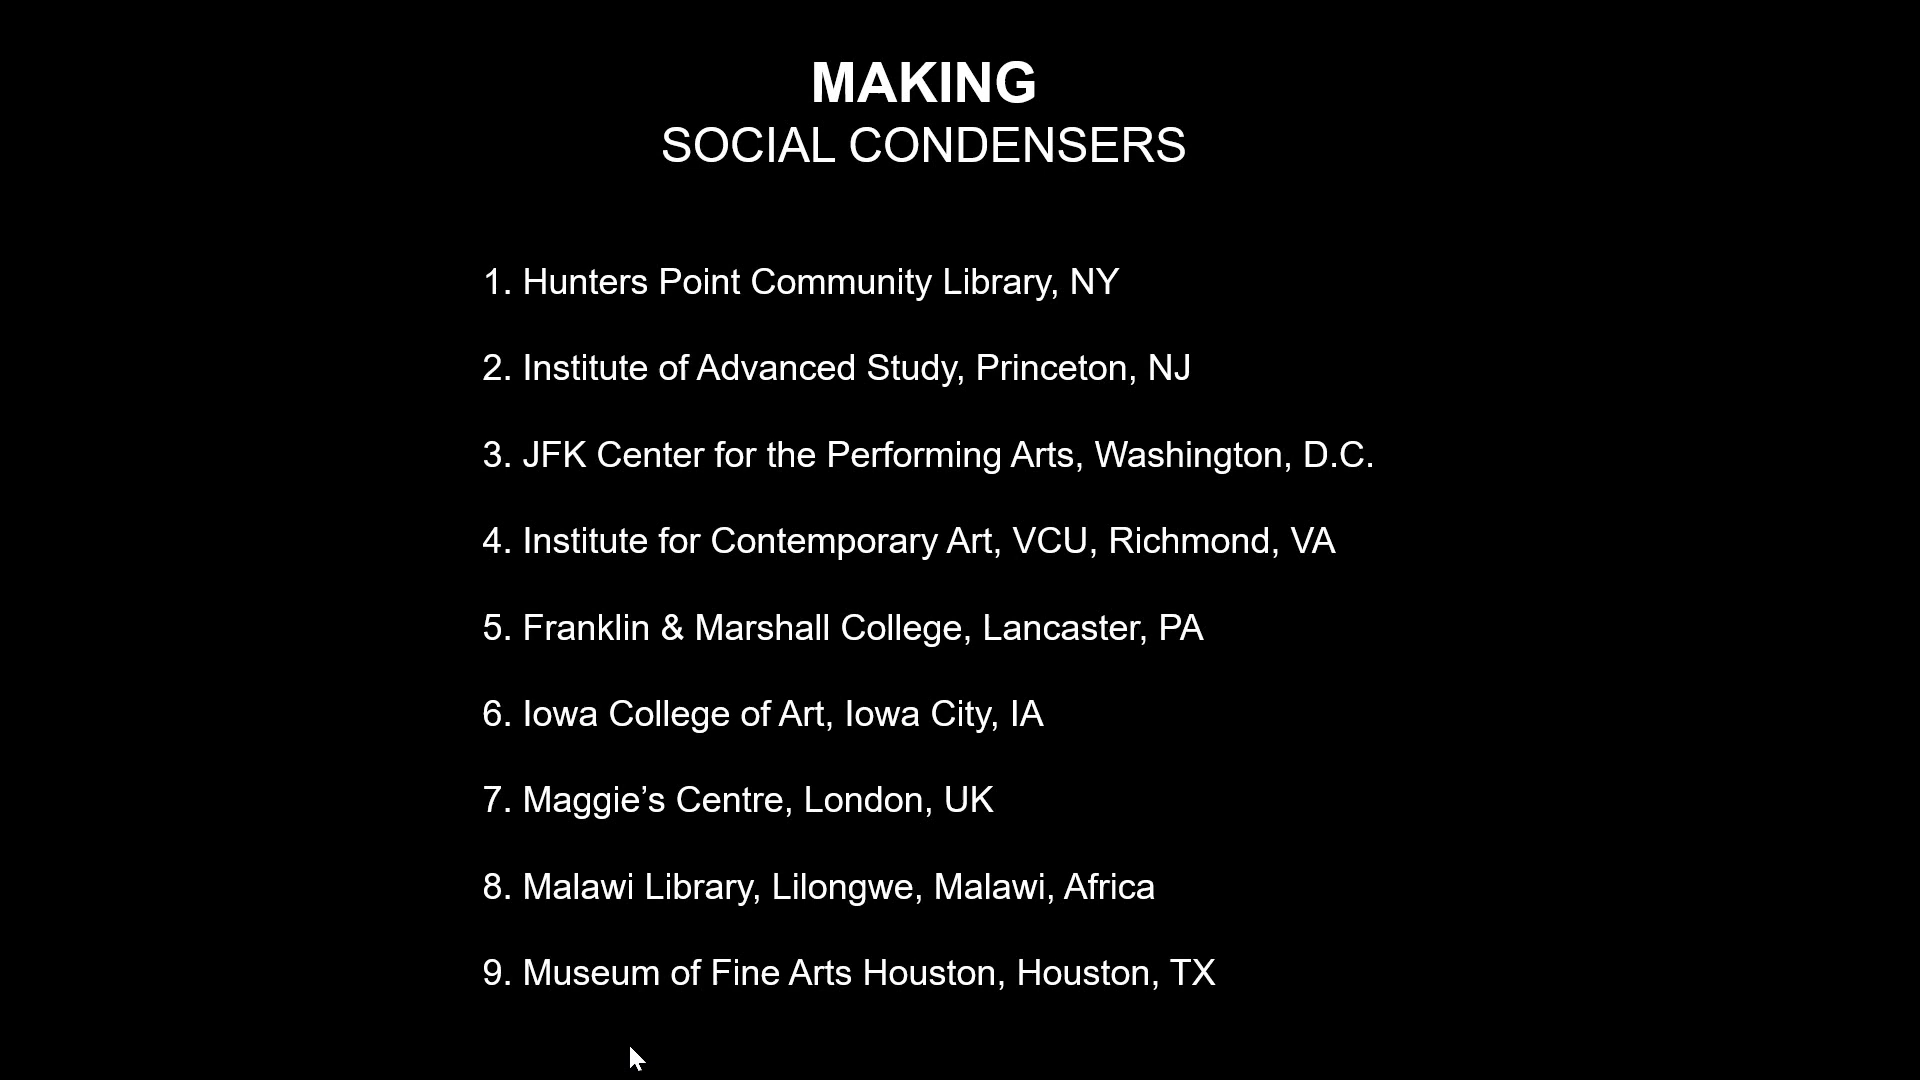 MAKING
SOCIAL CONDENSERS
1. Hunters Point Community Library, NY
2. Institute of Advanced Study, Princeton, NJ
3. JFK Center for the Performing Arts, Washington, D.C.
4. Institute for Contemporary Art, VCU, Richmond, VA
5. Franklin & Marshall College, Lancaster, PA
6. Iowa College of Art, Iowa City, IA
7. Maggie’s Centre, London, UK
8. Malawi Library, Lilongwe, Malawi, Africa
9. Museum of Fine Arts Houston, Houston, TX